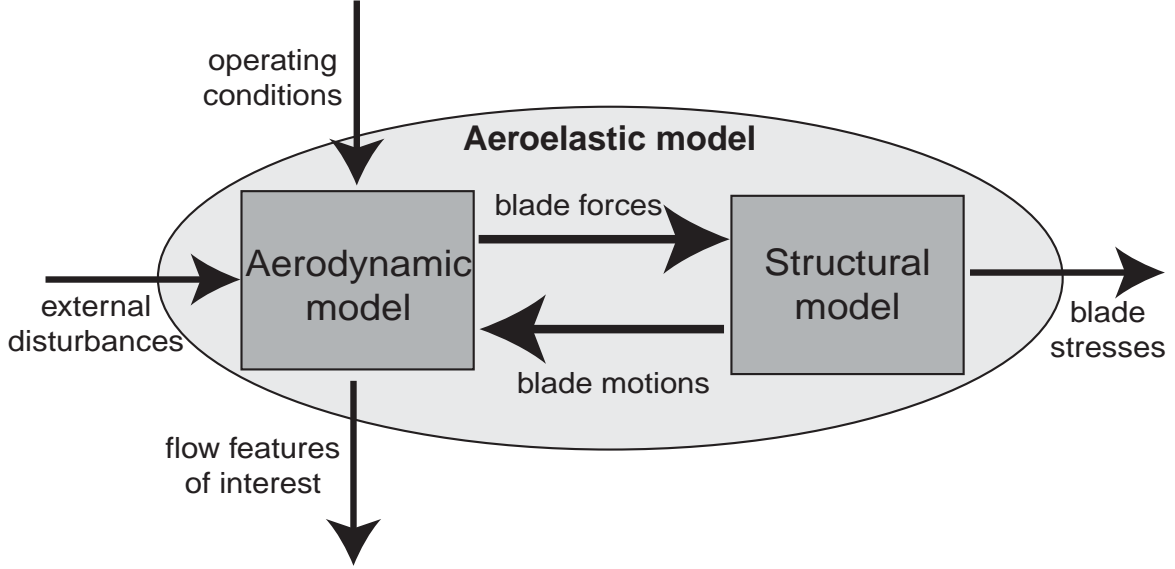 operating
conditions
Aeroelastic model
blade forces
Aerodynamic
model
Structural
model
external
disturbances
blade
stresses
blade motions
flow features
of interest